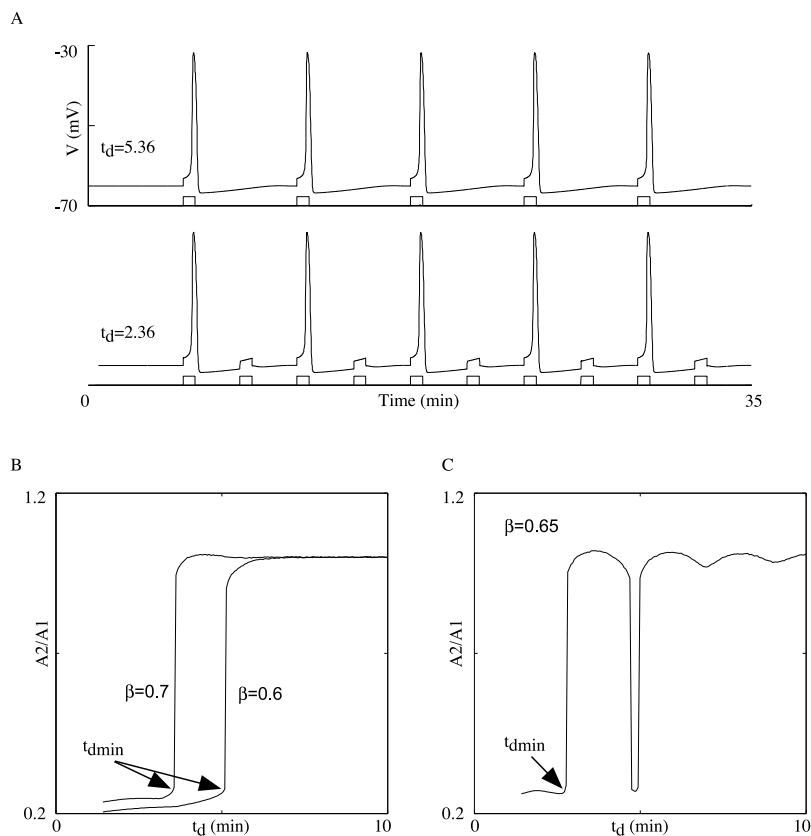 A
-30
V (mV)
td=5.36
-70
td=2.36
0
Time (min)
35
B
C
1.2
1.2
β=0.65
A2/A1
A2/A1
β=0.7
β=0.6
tdmin
tdmin
0.2
0.2
0
td (min)
10
0
td (min)
10